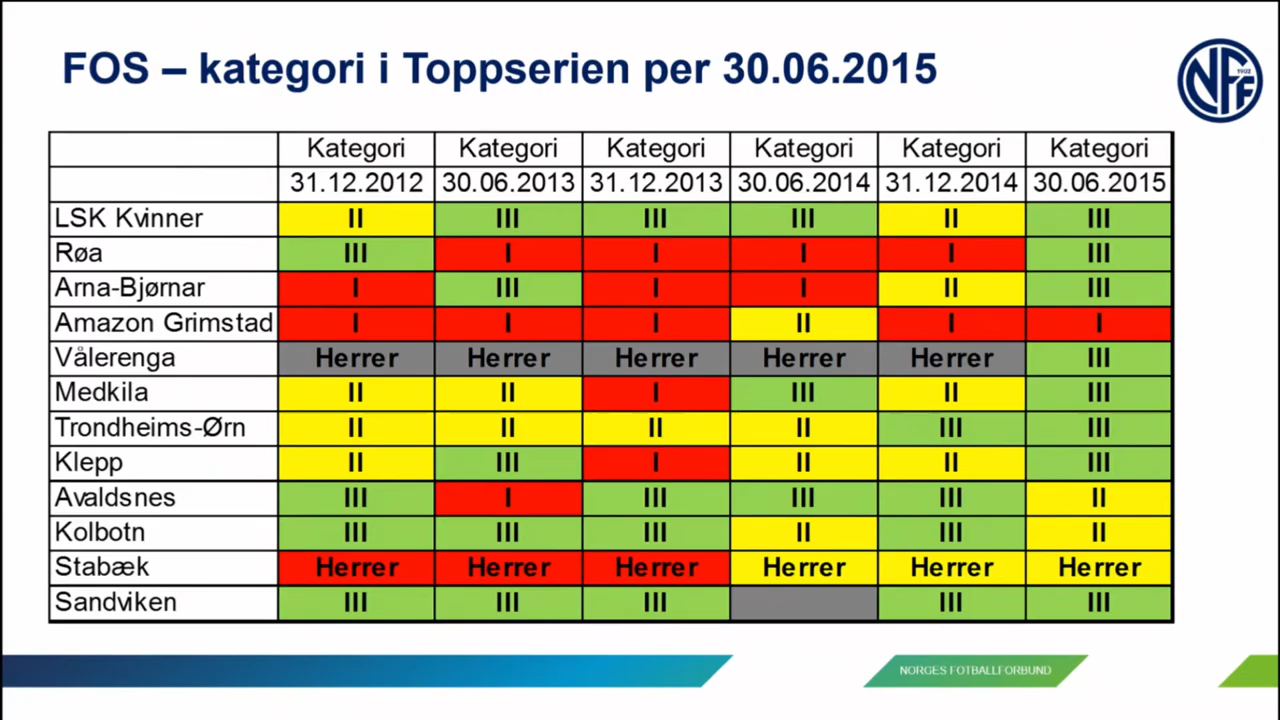 FOS – kategori i Toppserien per 30.06.2015
NFF 1902
Kategori Kategori Kategori Kategori Kategori Kategori
31.12.2012 30.06.2013 31.12.2013 30.06.2014 31.12.2014 30.06.2015
LSK Kvinner II III III III II III
Røa III I I I I III
Arna-Bjørnar I III I I II III
Amazon Grimstad I I I II I I
Vålerenga Herrer Herrer Herrer Herrer Herrer III
Medkila II II I III II III
Trondheims-Ørn II II II II III III
Klepp II III I II II III
Avaldsnes III I III III III II
Kolbotn III III III II III II
Stabæk Herrer Herrer Herrer Herrer Herrer Herrer
Sandviken III III III III III
NORGES FOTBALLFORBUND